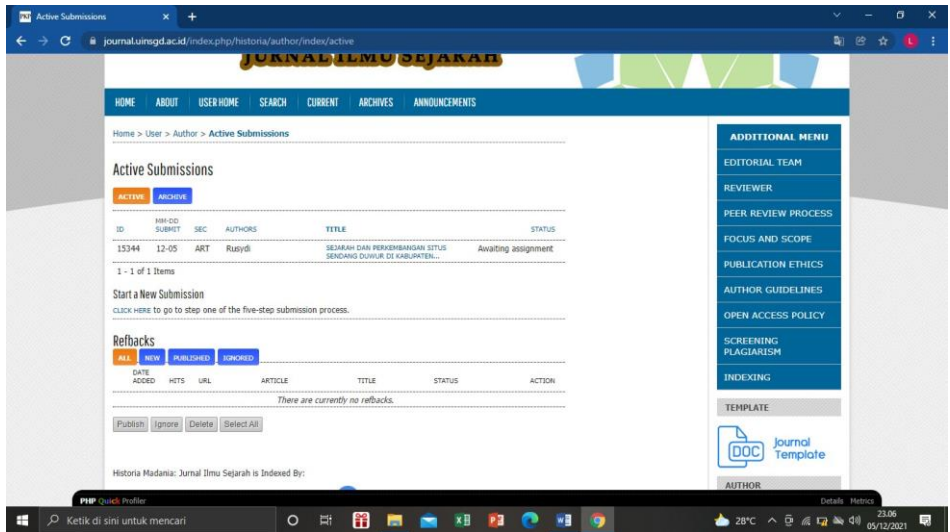 Active Submissions
journal.uinsgd.ac.id/index.php/historia/author/index/active
L
JURNAL ILMU SEJARAH
HOME ABOUT USER HOME SEARCH CURRENT ARCHIVES ANNOUNCEMENTS
Home > User > Author > Active Submissions
Active Submissions
ACTIVE ARCHIVE
ID MM-DD SUBMIT SEC AUTHORS TITLE STATUS
15344 12-05 ART Rusydi SEJARAH DAN PERKEMBANGAN SITUS Awaiting assignment
SENDANG DUWUR DI KABUPATEN...
1 - 1 of 1 Items
Start a New Submission
CLICK HERE to go to step one of the five-step submission process.
Refbacks
ALL NEW PUBLISHED IGNORED
DATE ADDED HITS URL ARTICLE TITLE STATUS ACTION
There are currently no refbacks.
Publish Ignore Delete Select All
Historia Madania: Jurnal Ilmu Sejarah is Indexed By:
ADDITIONAL MENU
EDITORIAL TEAM
REVIEWER
PEER REVIEW PROCESS
FOCUS AND SCOPE
PUBLICATION ETHICS
AUTHOR GUIDELINES
OPEN ACCESS POLICY
SCREENING
PLAGIARISM
INDEXING
TEMPLATE
DOC Journal
Template
AUTHOR
PHP Quick Profiler Details Metrics
Ketik di sini untuk mencari
28°C
23.06
05/12/2021